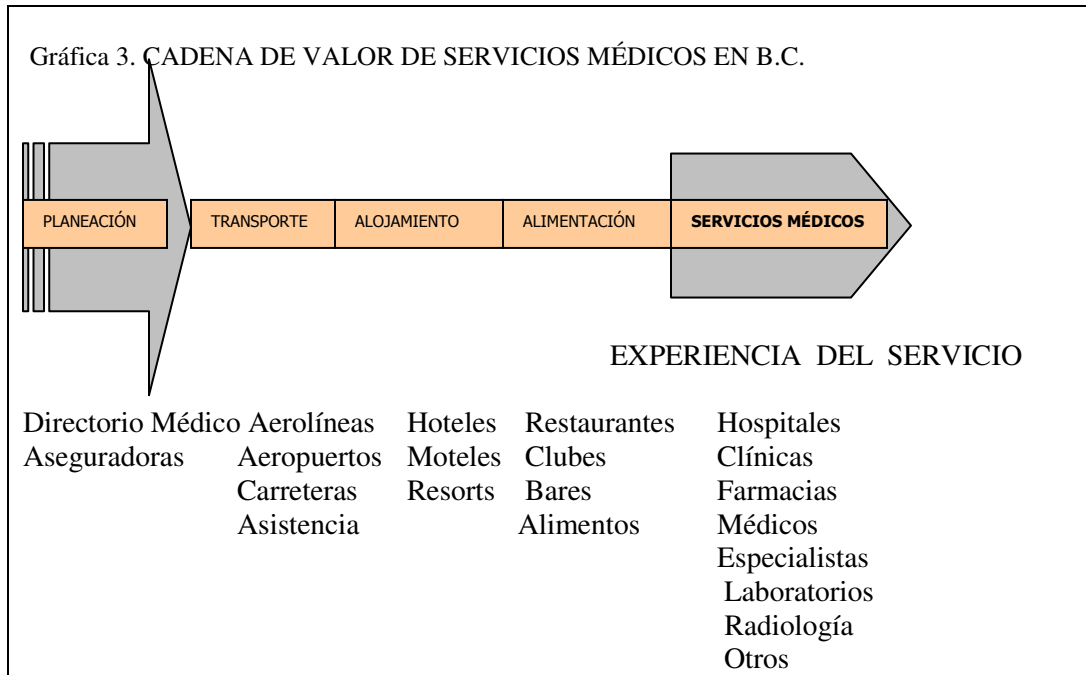 Gráfica 3. CADENA DE VALOR DE SERVICIOS MÉDICOS EN B.C.
PLANEACIÓN TRANSPORTE ALOJAMIENTO ALIMENTACIÓN SERVICIOS MÉDICOS
EXPERIENCIA DEL SERVICIO
Directorio Médico Aerolíneas Hoteles Restaurantes Hospitales
Aseguradoras Aeropuertos Moteles Clubes Clínicas
Carreteras Resorts Bares Farmacias
Asistencia Alimentos Médicos
Especialistas
Laboratorios
Radiología
Otros